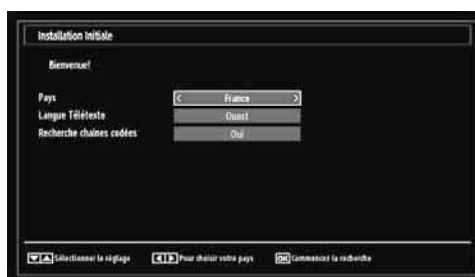 Installation Initiale
Bienvenue!
Pays < France >
Langue Télétexte Ouest
Recherche chaînes codées Oui
Sélectionner le réglage Pour choisir votre pays OK Commencez la recherche